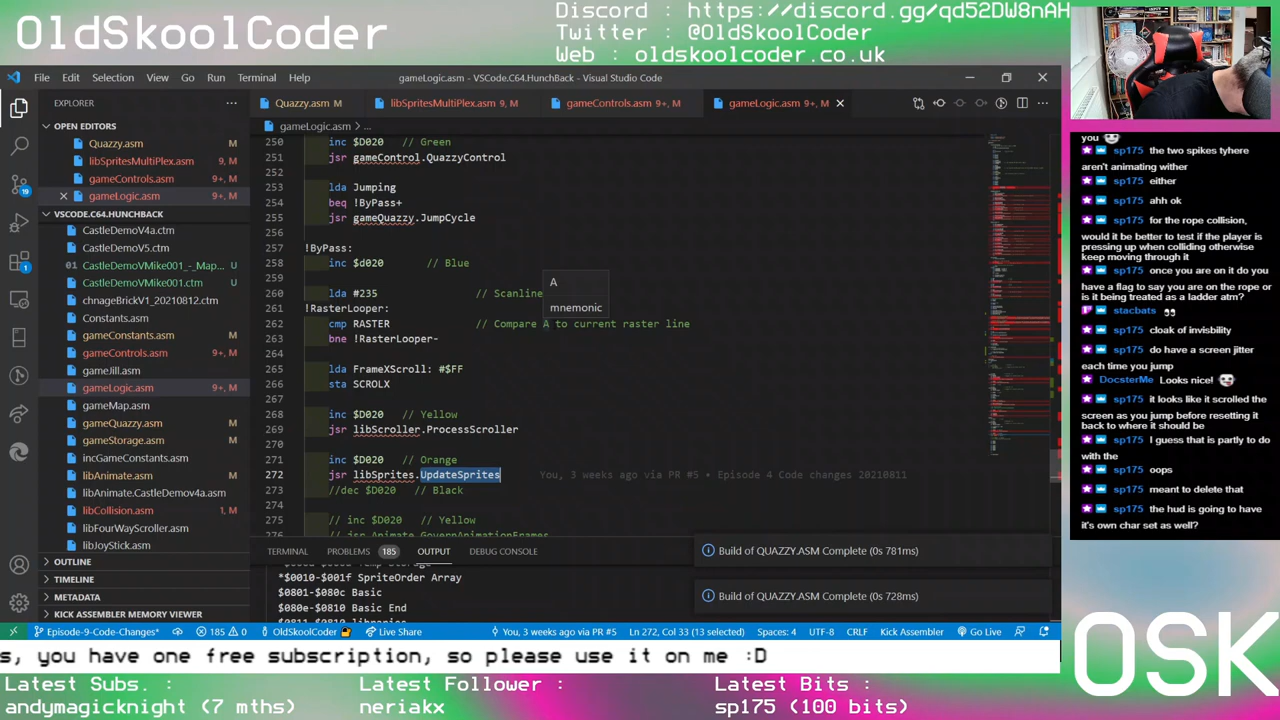 OldSkoolCoder
Discord : https://discord.gg/qd52DW8nAH
Twitter : @OldSkoolCoder
Web : oldskoolcoder.co.uk
File Edit Selection View Go Run Terminal Help
gameLogic.asm - VSCode.C64.HunchBack - Visual Studio Code
EXPLORER
Quazzy.asm M
libSpritesMultiPlex.asm 9+, M
gameControls.asm 9+, M
gameLogic.asm 9+, M
OPEN EDITORS
Quazzy.asm M
libSpritesMultiPlex.asm 9, M
gameControls.asm 9+, M
gameLogic.asm 9+, M
VSCODE.C64.HUNCHBACK
CastleDemoV4a.ctm
CastleDemoV5.ctm
01 CastleDemoVMike001_-_Map... U
CastleDemoVMike001.ctm U
chnageBrickV1_20210812.ctm
Constants.asm
gameConstants.asm M
gameControls.asm 9+, M
gameJill.asm
gameLogic.asm 9+, M
gameMap.asm
gameQuazzy.asm M
gameStorage.asm M
incGameConstants.asm
libAnimate.asm M
libAnimate.CastleDemov4a.asm
libCollision.asm 1, M
libFourWayScroller.asm
libJoyStick.asm
OUTLINE
TIMELINE
METADATA
KICK ASSEMBLER MEMORY VIEWER
gameLogic.asm > ...
250 inc $D020 // Green
251 jsr gameControl.QuazzyControl
252
253 lda Jumping
254 beq !ByPass+
255 jsr gameQuazzy.JumpCycle
256
257 !ByPass:
258 inc $d020 // Blue
259
260 lda #235 // Scanline
261 !RasterLooper:
262 cmp RASTER // Compare A to current raster line
263 bne !RasterLooper-
264
265 lda FrameXScroll: #$FF
266 sta SCROLX
267
268 inc $D020 // Yellow
269 jsr libScroller.ProcessScroller
270
271 inc $D020 // Orange
272 jsr libSprites.UpdateSprites You, 3 weeks ago via PR #5 • Episode 4 Code changes 20210811
273 //dec $D020 // Black
274
275 // inc $D020 // Yellow
// jsr Animate.GovernAnimationFrames
A
mnemonic
TERMINAL PROBLEMS 185 OUTPUT DEBUG CONSOLE
*$0010-$001f SpriteOrder Array
$0801-$080c Basic
$080e-$0810 Basic End
Build of QUAZZY.ASM Complete (0s 781ms)
Build of QUAZZY.ASM Complete (0s 728ms)
Episode-9-Code-Changes* 185 0 OldSkoolCoder Live Share You, 3 weeks ago via PR #5 Ln 272, Col 33 (13 selected) Spaces: 4 UTF-8 CRLF Kick Assembler Go Live
you
sp175 the two spikes tyhere
aren't animating wither
sp175 either
sp175 ahh ok
sp175 for the rope collision,
would it be better to test if the player
is pressing up when colliding otherwise
keep moving through it
sp175 once you are on it do you
have a flag to say you are on the rope or
is it being treated as a ladder atm?
stacbats
sp175 cloak of invisbility
sp175 do have a screen jitter
each time you jump
DocsterMe Looks nice!
sp175 it looks like it scrolled the
screen as you jump before resetting it
back to where it should be
sp175 I guess that is partly to do
with the
sp175 oops
sp175 meant to delete that
sp175 the hud is going to have
it's own char set as well?
s, you have one free subscription, so please use it on me :D
Latest Subs. :
andymagicknight (7 mths)
Latest Follower :
neriakx
Latest Bits :
sp175 (100 bits)
OSK